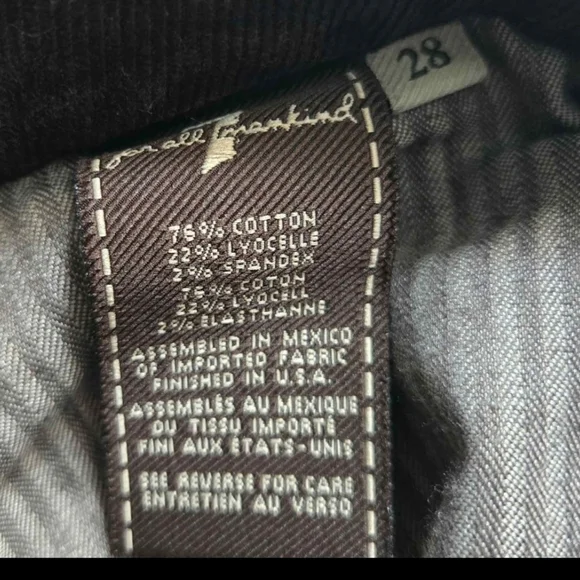 28
for all 7 mankind
76% COTTON
22% LYOCELLE
2% SPANDEX
76% COTON
22% LYOCELL
2% ELASTHANNE
ASSEMBLED IN MEXICO
OF IMPORTED FABRIC
FINISHED IN U.S.A.
ASSEMBLÉS AU MEXIQUE
DU TISSU IMPORTÉ
FINI AUX ÉTATS-UNIS
SEE REVERSE FOR CARE
ENTRETIEN AU VERSO